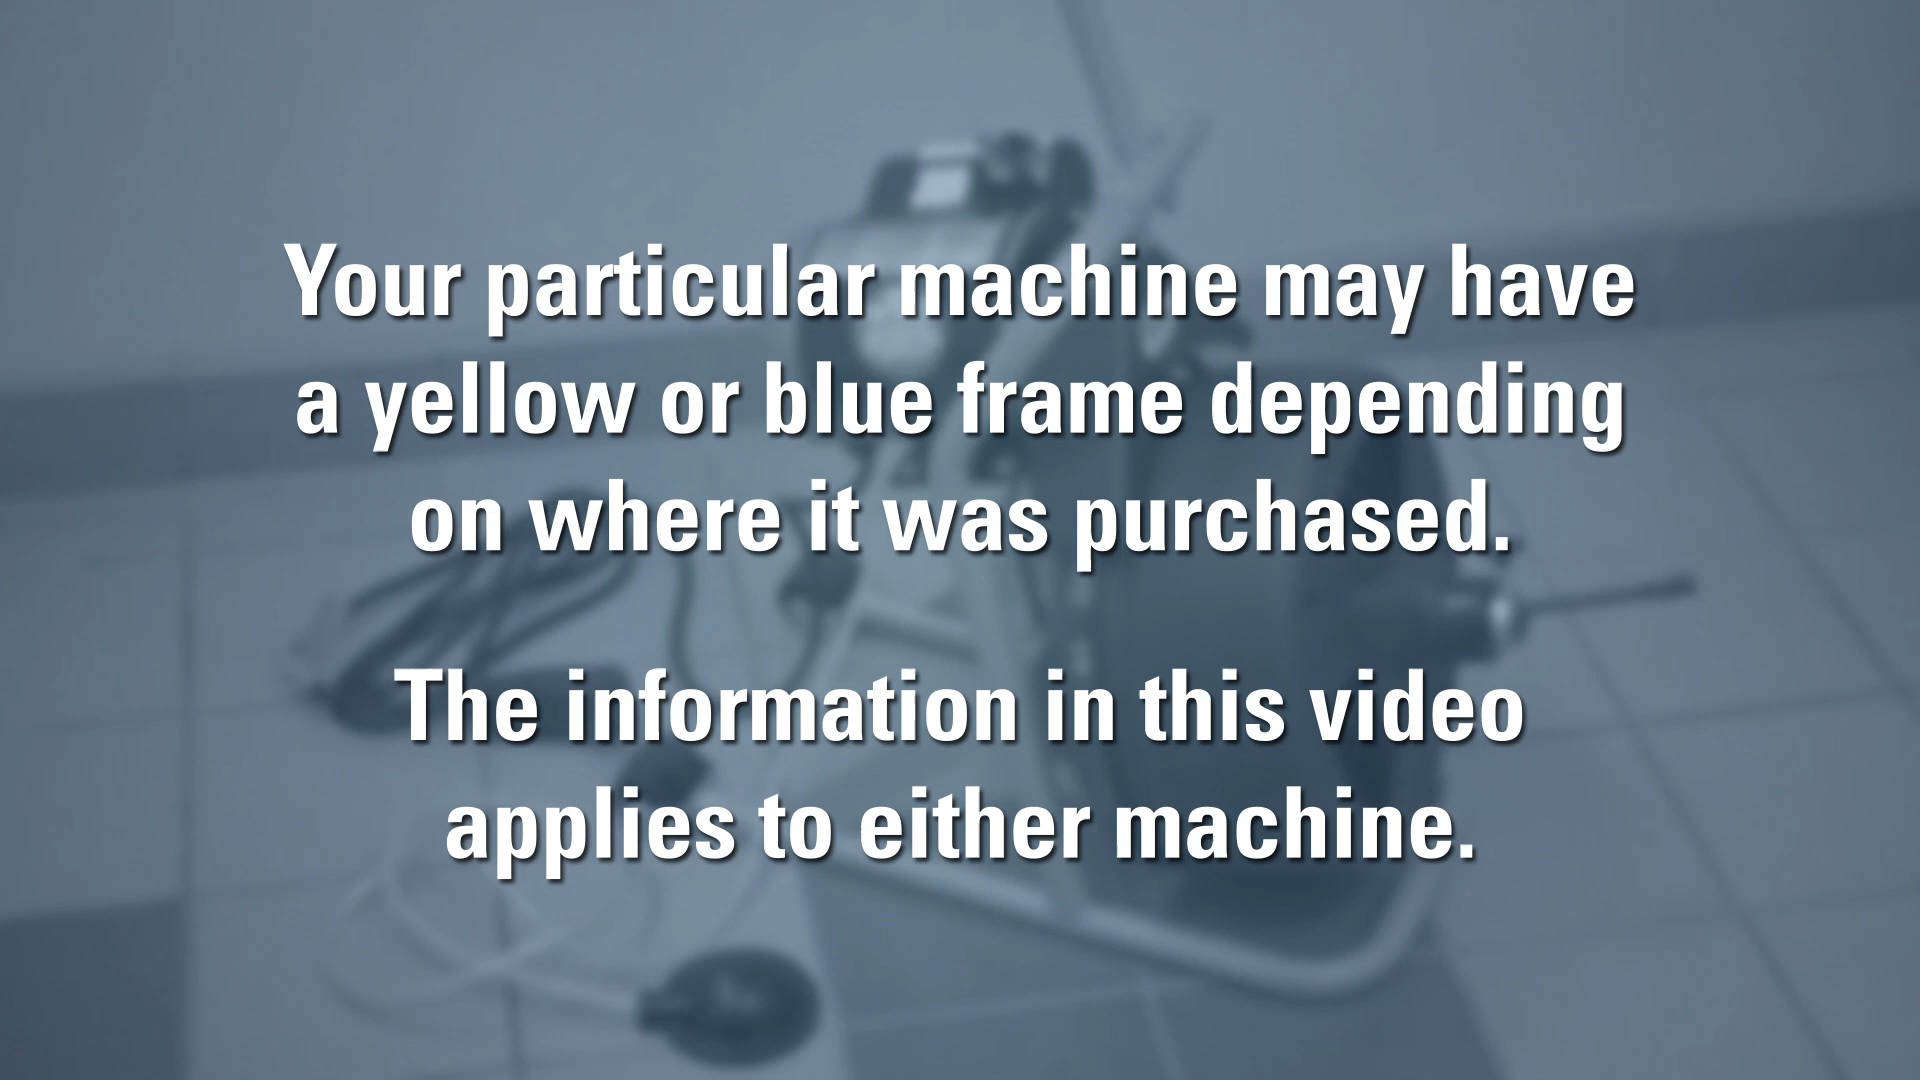 Your particular machine may have
a yellow or blue frame depending
on where it was purchased.
The information in this video
applies to either machine.